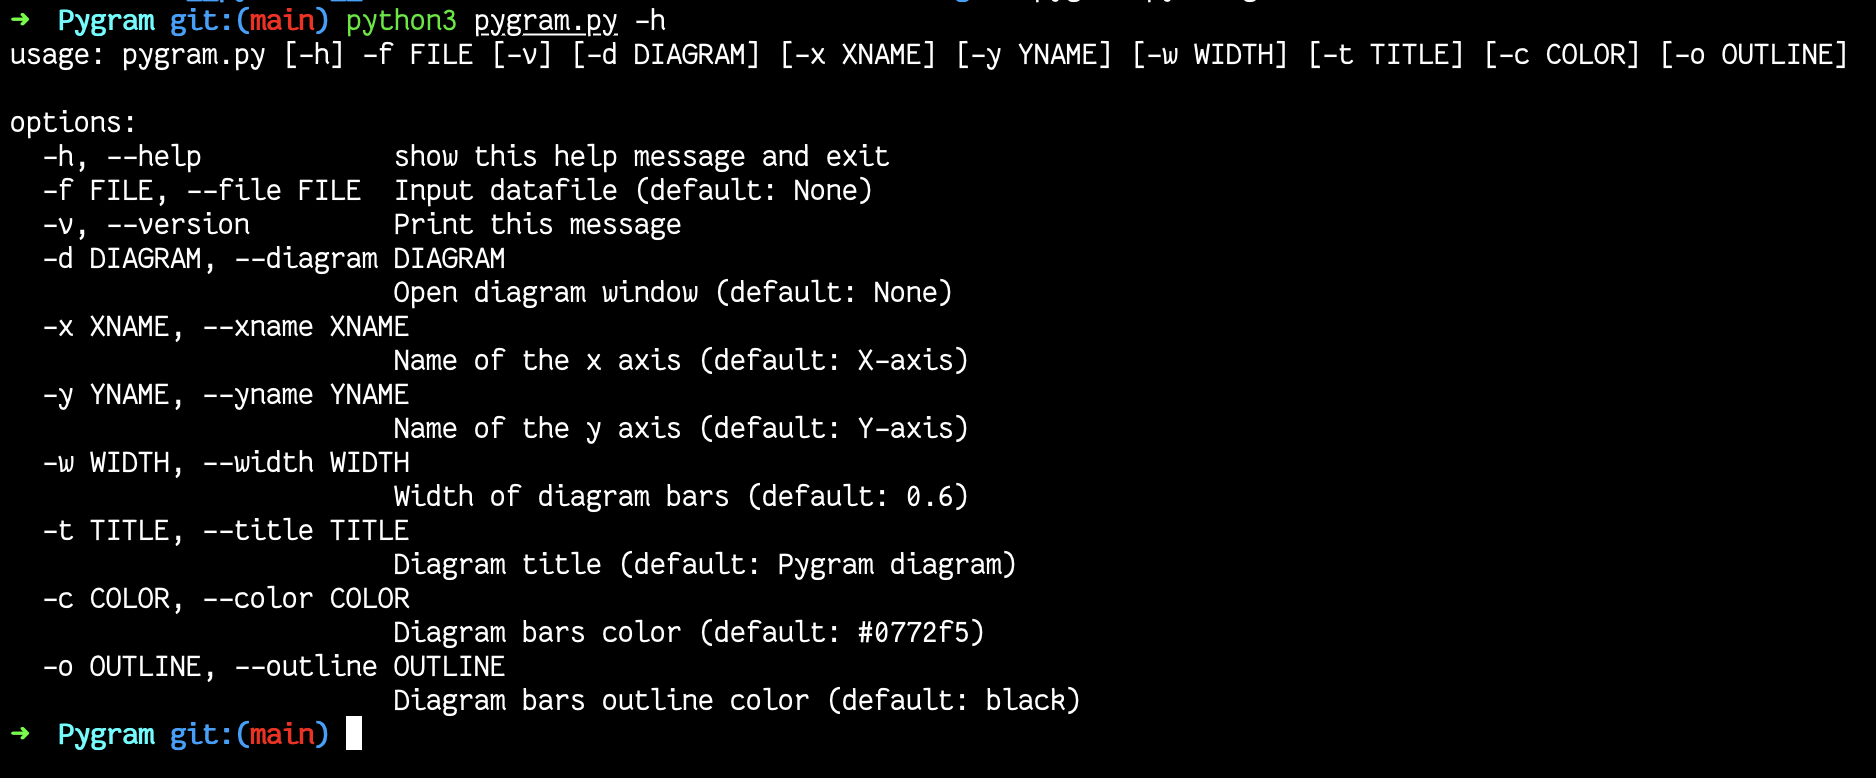 ➜  Pygram git:(main) python3 pygram.py -h
usage: pygram.py [-h] -f FILE [-v] [-d DIAGRAM] [-x XNAME] [-y YNAME] [-w WIDTH] [-t TITLE] [-c COLOR] [-o OUTLINE]

options:
  -h, --help            show this help message and exit
  -f FILE, --file FILE  Input datafile (default: None)
  -v, --version         Print this message
  -d DIAGRAM, --diagram DIAGRAM
                        Open diagram window (default: None)
  -x XNAME, --xname XNAME
                        Name of the x axis (default: X-axis)
  -y YNAME, --yname YNAME
                        Name of the y axis (default: Y-axis)
  -w WIDTH, --width WIDTH
                        Width of diagram bars (default: 0.6)
  -t TITLE, --title TITLE
                        Diagram title (default: Pygram diagram)
  -c COLOR, --color COLOR
                        Diagram bars color (default: #0772f5)
  -o OUTLINE, --outline OUTLINE
                        Diagram bars outline color (default: black)
➜  Pygram git:(main)